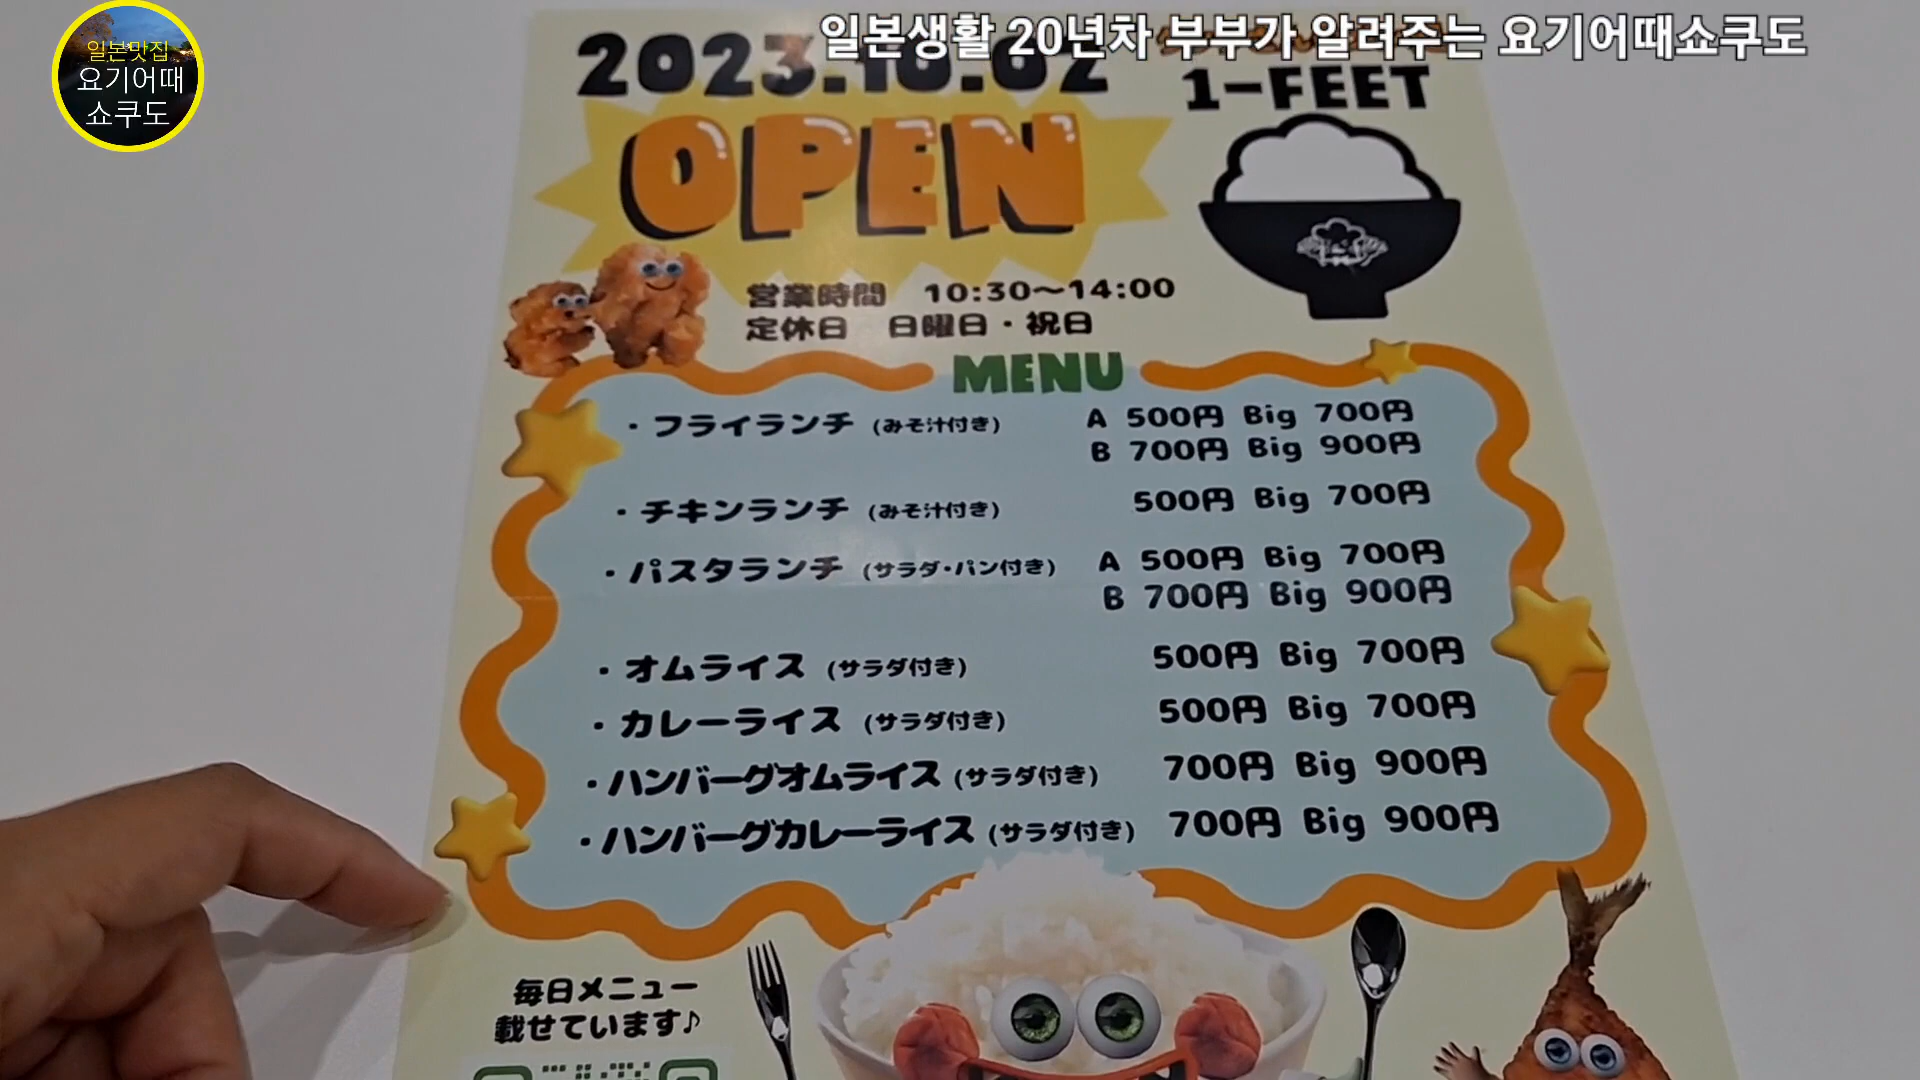 일본맛집
요기어때
쇼쿠도
일본생활 20년차 부부가 알려주는 요기어때쇼쿠도
2023.10.02
1-FEET
OPEN
営業時間 10:30〜14:00
定休日 日曜日・祝日
MENU
・フライランチ (みそ汁付き) A 500円 Big 700円
B 700円 Big 900円
・チキンランチ (みそ汁付き) 500円 Big 700円
・パスタランチ (サラダ・パン付き) A 500円 Big 700円
B 700円 Big 900円
・オムライス (サラダ付き) 500円 Big 700円
・カレーライス (サラダ付き) 500円 Big 700円
・ハンバーグオムライス (サラダ付き) 700円 Big 900円
・ハンバーグカレーライス (サラダ付き) 700円 Big 900円
毎日メニュー
載せています♪